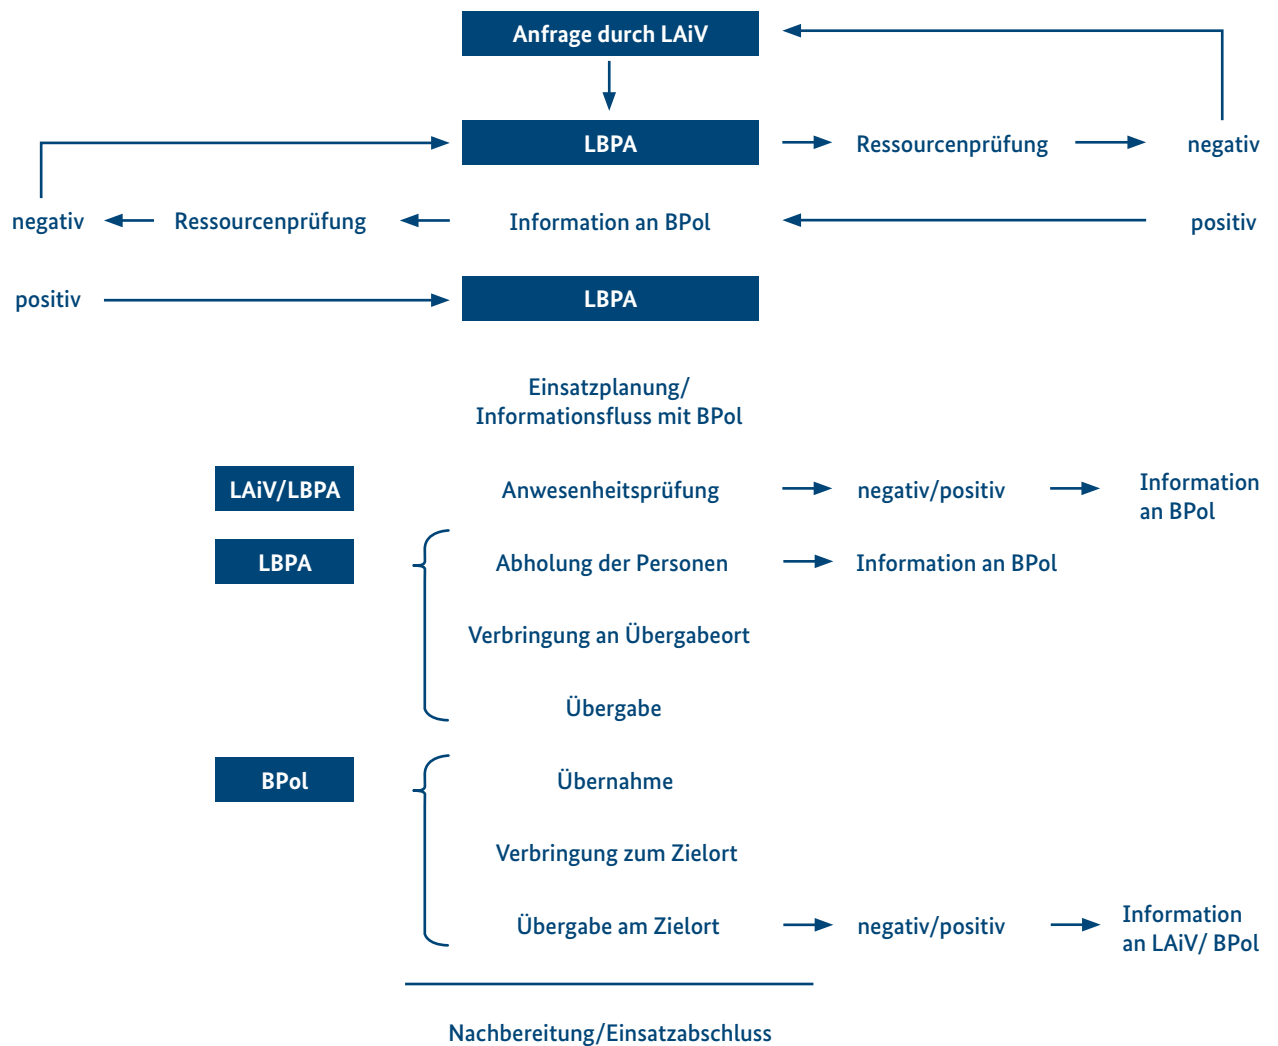 Anfrage durch LAiV
LBPA
Ressourcenprüfung
negativ
negativ
Ressourcenprüfung
Information an BPol
positiv
positiv
LBPA
Einsatzplanung/
Informationsfluss mit BPol
LAiV/LBPA
Anwesenheitsprüfung
negativ/positiv
Information
an BPol
LBPA
Abholung der Personen
Information an BPol
Verbringung an Übergabeort
Übergabe
BPol
Übernahme
Verbringung zum Zielort
Übergabe am Zielort
negativ/positiv
Information
an LAiV/ BPol
Nachbereitung/Einsatzabschluss